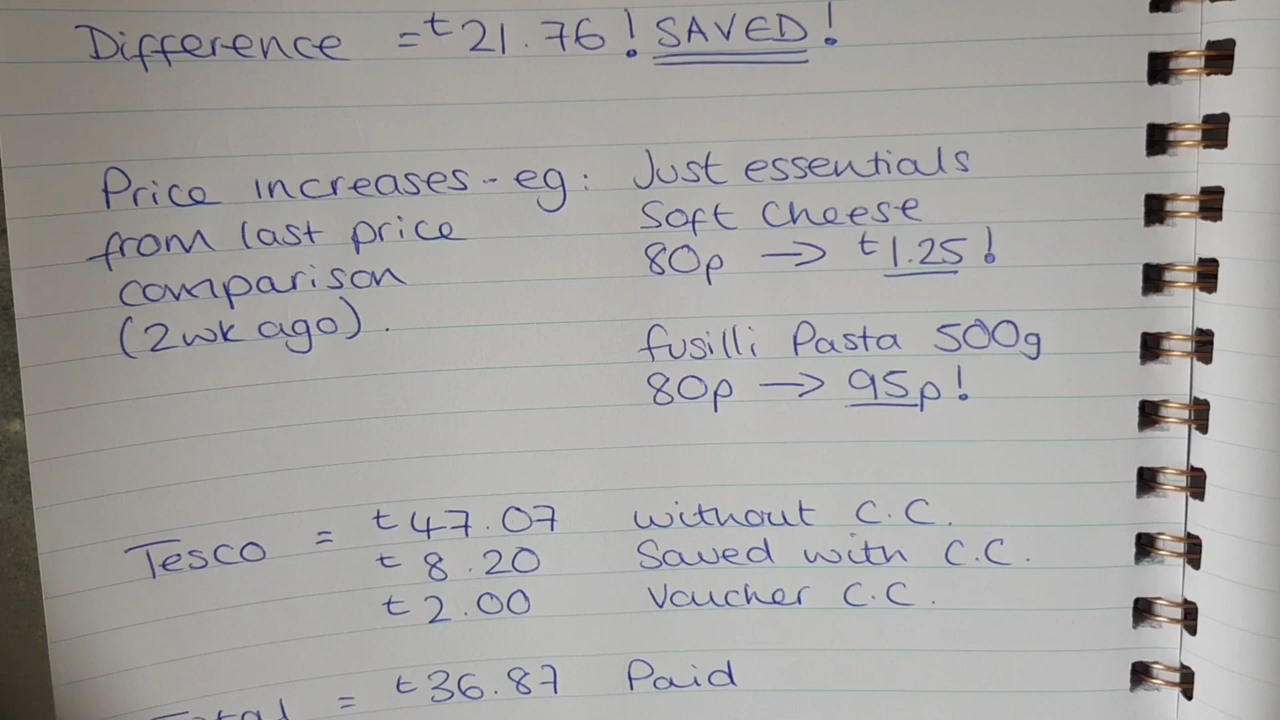 Difference = £21.76! SAVED!
Price increases - eg: Just essentials
from last price Soft Cheese
comparison 80p → £1.25!
(2wk ago).
fusilli Pasta 500g
80p → 95p!
Tesco = £47.07 without C.C.
£8.20 Saved with C.C.
£2.00 Voucher C.C.
Total = £36.87 Paid